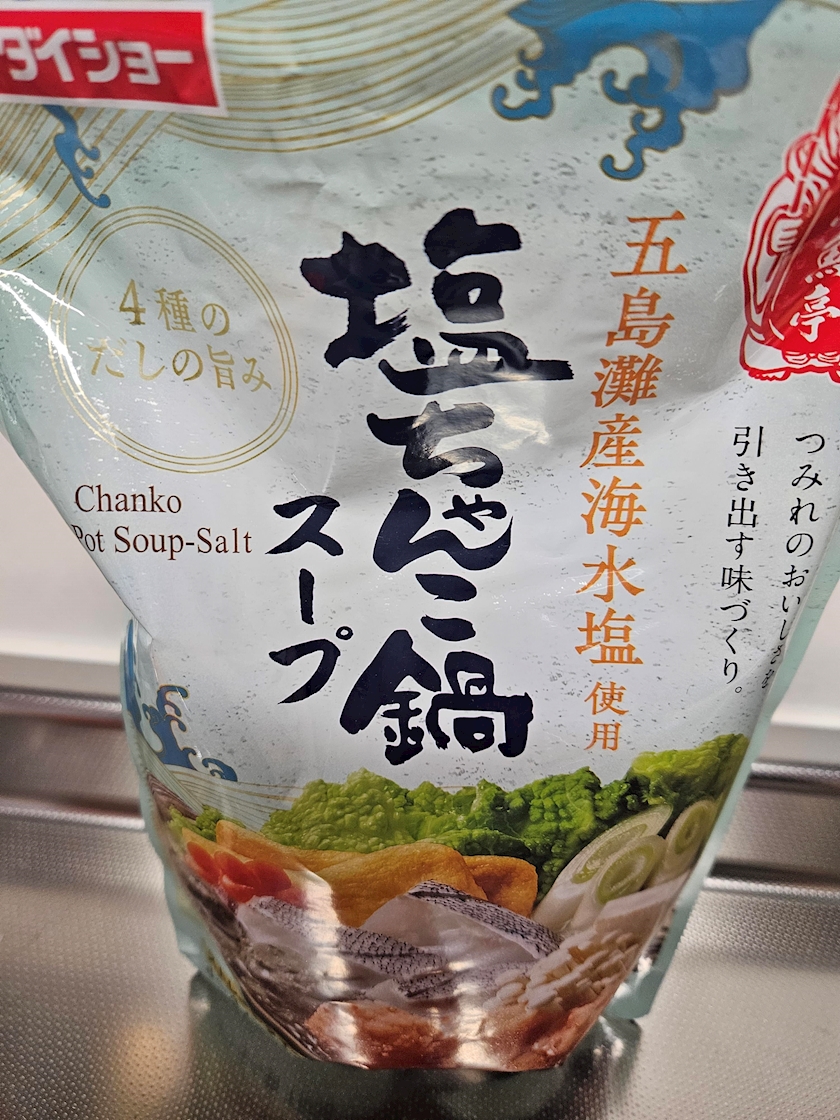 ダイショー
4種の
だしの旨み
Chanko
Pot Soup-Salt
塩ちゃんこ鍋
スープ
五島灘産海水塩使用
つみれのおいしさを
引き出す味づくり。
亭